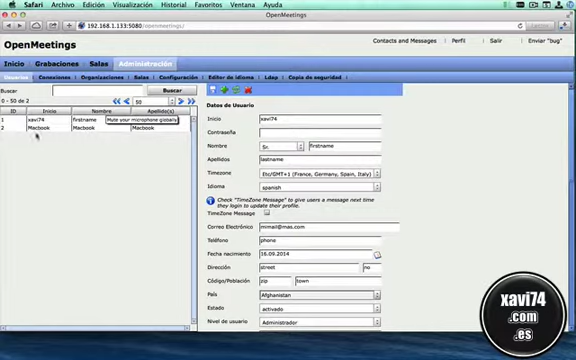 Safari Archivo Edición Visualización Historial Favoritos Ventana Ayuda
192.168.1.133:5080/openmeetings/
OpenMeetings
Contacts and Messages Perfil Salir Enviar "bug"
Inicio Grabaciones Salas Administración
Usuarios Conexiones Organizaciones Salas Configuración Editor de idioma Ldap Copia de seguridad
Buscar Buscar
0 - 50 de 2 50
ID Inicio Nombre Apellido(s)
1 xavi74 firstname Mute your microphone globally
2 Macbook Macbook Macbook
Datos de Usuario
Inicio xavi74
Contraseña
Nombre Sr. firstname
Apellidos lastname
Timezone Etc/GMT+1 (France, Germany, Spain, Italy)
Idioma spanish
Check "TimeZone Message" to give users a message next time
they login to update their profile.
TimeZone Message
Correo Electronico mimail@mas.com
Teléfono phone
Fecha nacimiento 16.09.2014
Dirección street no
Código/Población zip town
País Afghanistan
Estado activado
Nivel de usuario Administrador
xavi74
.com
.es